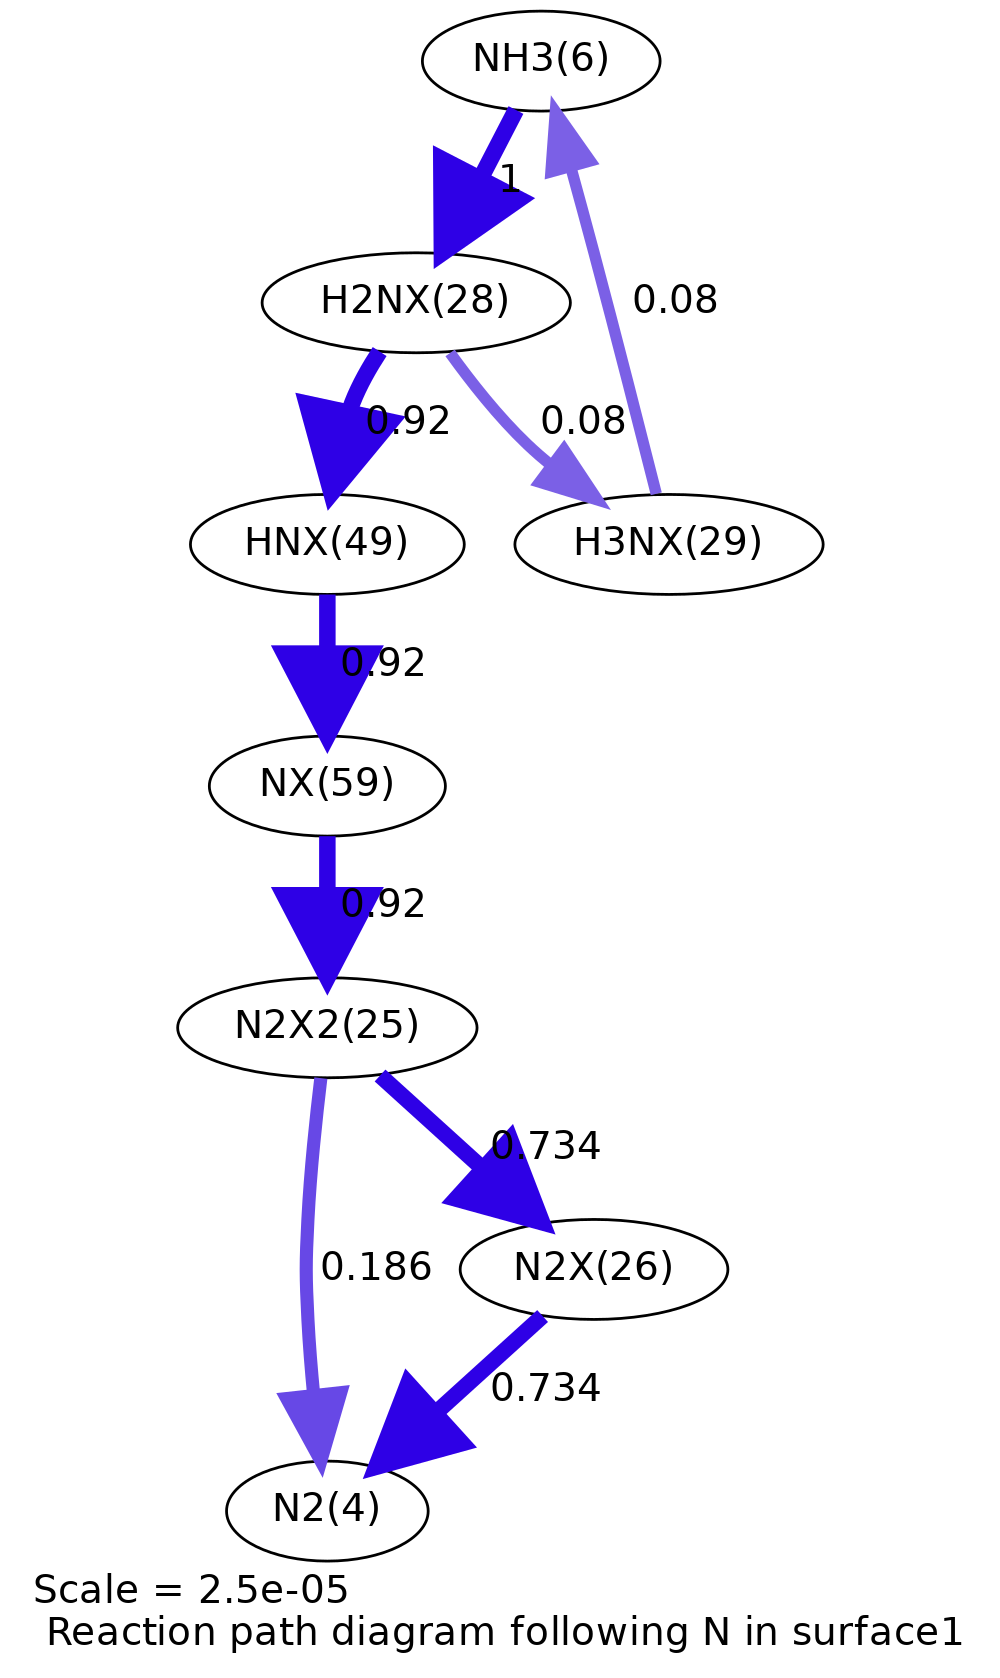 NH3(6)
1
H2NX(28)
0.08
0.92
0.08
HNX(49)
H3NX(29)
0.92
NX(59)
0.92
N2X2(25)
0.734
0.186
N2X(26)
0.734
N2(4)
Scale = 2.5e-05
Reaction path diagram following N in surface1